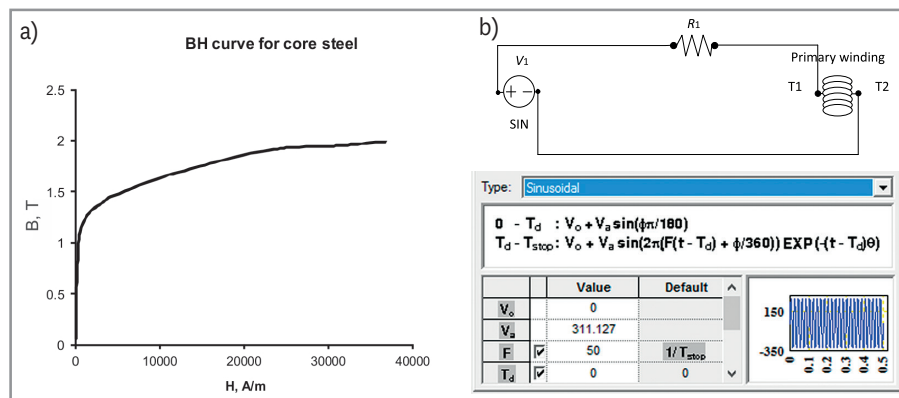 a)
BH curve for core steel
2.5
2
1.5
1
0.5
0
B, T
0 10000 20000 30000 40000
H, A/m
b)
R1
V1
+ −
SIN
Primary winding
T1 T2
Type: Sinusoidal
0 - Td : Vo + Va sin(ϕπ/180)
Td - Tstop : Vo + Va sin(2π(F(t - Td) + ϕ/360)) EXP(-(t - Td)θ)
Value Default
Vo 0
Va 311.127
F 50 1/Tstop
Td 0 0
150
-350
0 0.1 0.2 0.3 0.4 0.5